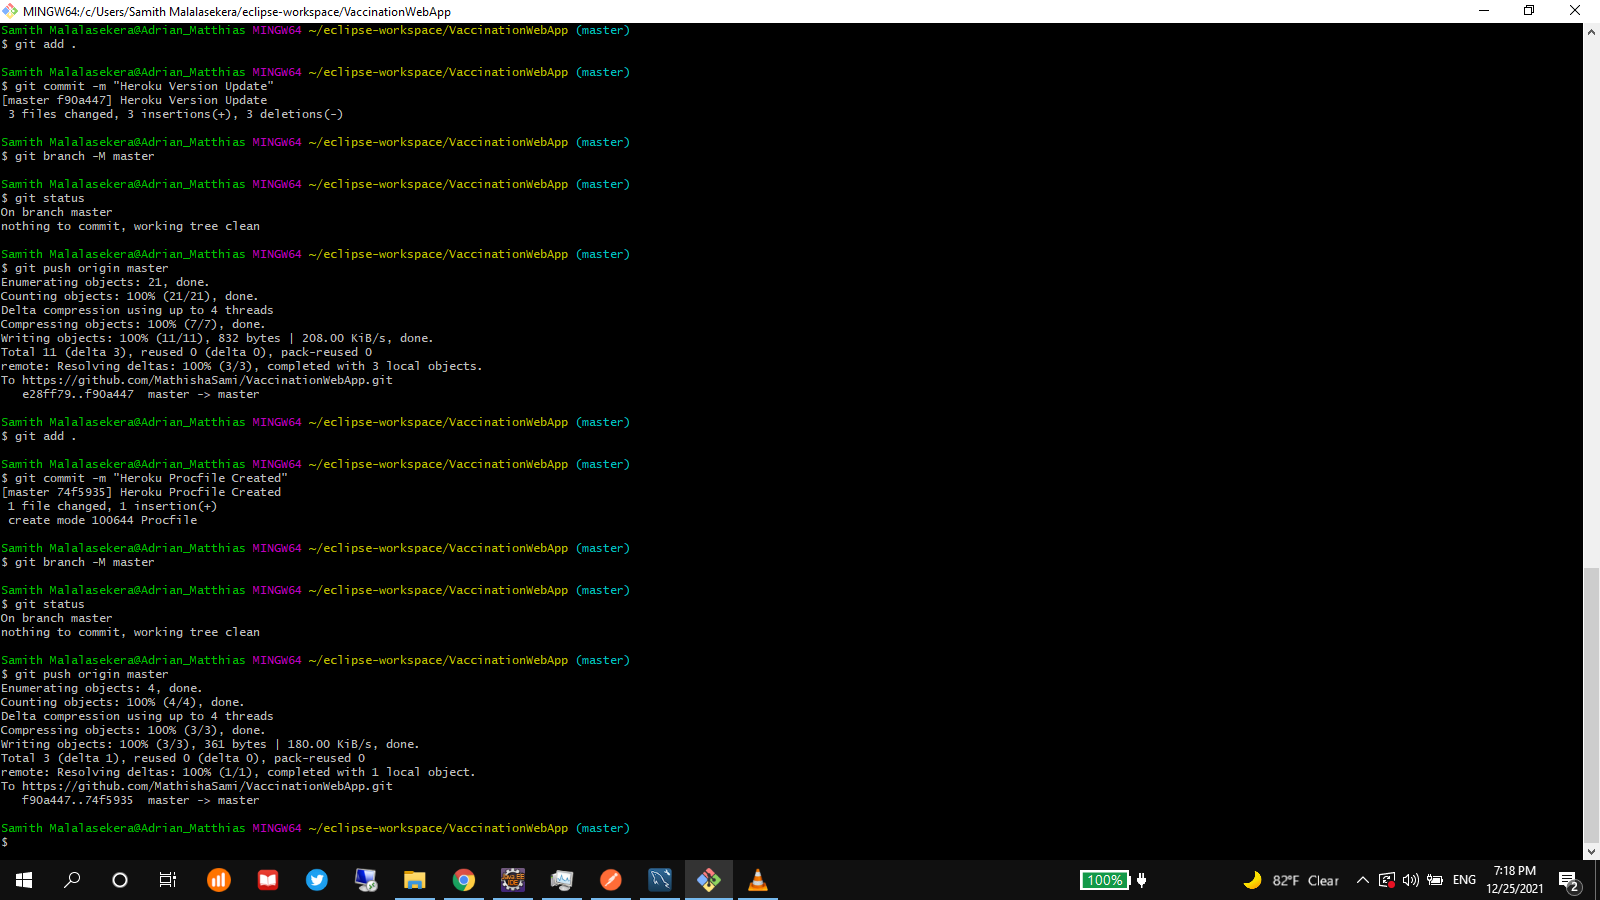 MINGW64:/c/Users/Samith Malalasekera/eclipse-workspace/VaccinationWebApp
Samith Malalasekera@Adrian_Matthias MINGW64 ~/eclipse-workspace/VaccinationWebApp (master)
$ git add .
Samith Malalasekera@Adrian_Matthias MINGW64 ~/eclipse-workspace/VaccinationWebApp (master)
$ git commit -m "Heroku Version Update"
[master f90a447] Heroku Version Update
3 files changed, 3 insertions(+), 3 deletions(-)
Samith Malalasekera@Adrian_Matthias MINGW64 ~/eclipse-workspace/VaccinationWebApp (master)
$ git branch -M master
Samith Malalasekera@Adrian_Matthias MINGW64 ~/eclipse-workspace/VaccinationWebApp (master)
$ git status
On branch master
nothing to commit, working tree clean
Samith Malalasekera@Adrian_Matthias MINGW64 ~/eclipse-workspace/VaccinationWebApp (master)
$ git push origin master
Enumerating objects: 21, done.
Counting objects: 100% (21/21), done.
Delta compression using up to 4 threads
Compressing objects: 100% (7/7), done.
Writing objects: 100% (11/11), 832 bytes | 208.00 KiB/s, done.
Total 11 (delta 3), reused 0 (delta 0), pack-reused 0
remote: Resolving deltas: 100% (3/3), completed with 3 local objects.
To https://github.com/MathishaSami/VaccinationWebApp.git
e28ff79..f90a447  master -> master
Samith Malalasekera@Adrian_Matthias MINGW64 ~/eclipse-workspace/VaccinationWebApp (master)
$ git add .
Samith Malalasekera@Adrian_Matthias MINGW64 ~/eclipse-workspace/VaccinationWebApp (master)
$ git commit -m "Heroku Procfile Created"
[master 74f5935] Heroku Procfile Created
1 file changed, 1 insertion(+)
create mode 100644 Procfile
Samith Malalasekera@Adrian_Matthias MINGW64 ~/eclipse-workspace/VaccinationWebApp (master)
$ git branch -M master
Samith Malalasekera@Adrian_Matthias MINGW64 ~/eclipse-workspace/VaccinationWebApp (master)
$ git status
On branch master
nothing to commit, working tree clean
Samith Malalasekera@Adrian_Matthias MINGW64 ~/eclipse-workspace/VaccinationWebApp (master)
$ git push origin master
Enumerating objects: 4, done.
Counting objects: 100% (4/4), done.
Delta compression using up to 4 threads
Compressing objects: 100% (3/3), done.
Writing objects: 100% (3/3), 361 bytes | 180.00 KiB/s, done.
Total 3 (delta 1), reused 0 (delta 0), pack-reused 0
remote: Resolving deltas: 100% (1/1), completed with 1 local object.
To https://github.com/MathishaSami/VaccinationWebApp.git
f90a447..74f5935  master -> master
Samith Malalasekera@Adrian_Matthias MINGW64 ~/eclipse-workspace/VaccinationWebApp (master)
$
100% 82°F Clear ENG 7:18 PM
12/25/2021 2